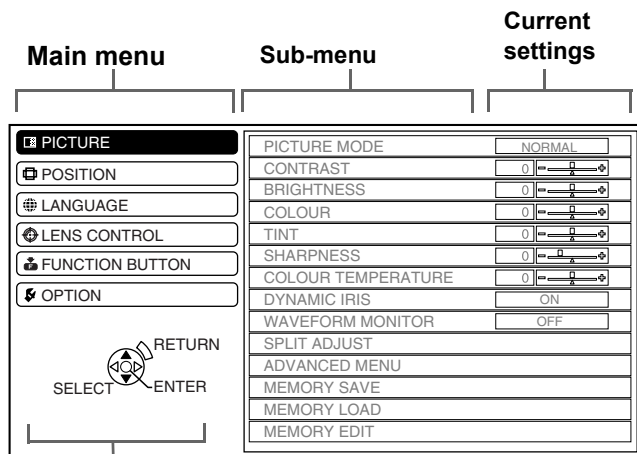 Main menu
Sub-menu
Current
settings
PICTURE
POSITION
LANGUAGE
LENS CONTROL
FUNCTION BUTTON
OPTION
RETURN
SELECT
ENTER
PICTURE MODE NORMAL
CONTRAST 0
BRIGHTNESS 0
COLOUR 0
TINT 0
SHARPNESS 0
COLOUR TEMPERATURE 0
DYNAMIC IRIS ON
WAVEFORM MONITOR OFF
SPLIT ADJUST
ADVANCED MENU
MEMORY SAVE
MEMORY LOAD
MEMORY EDIT